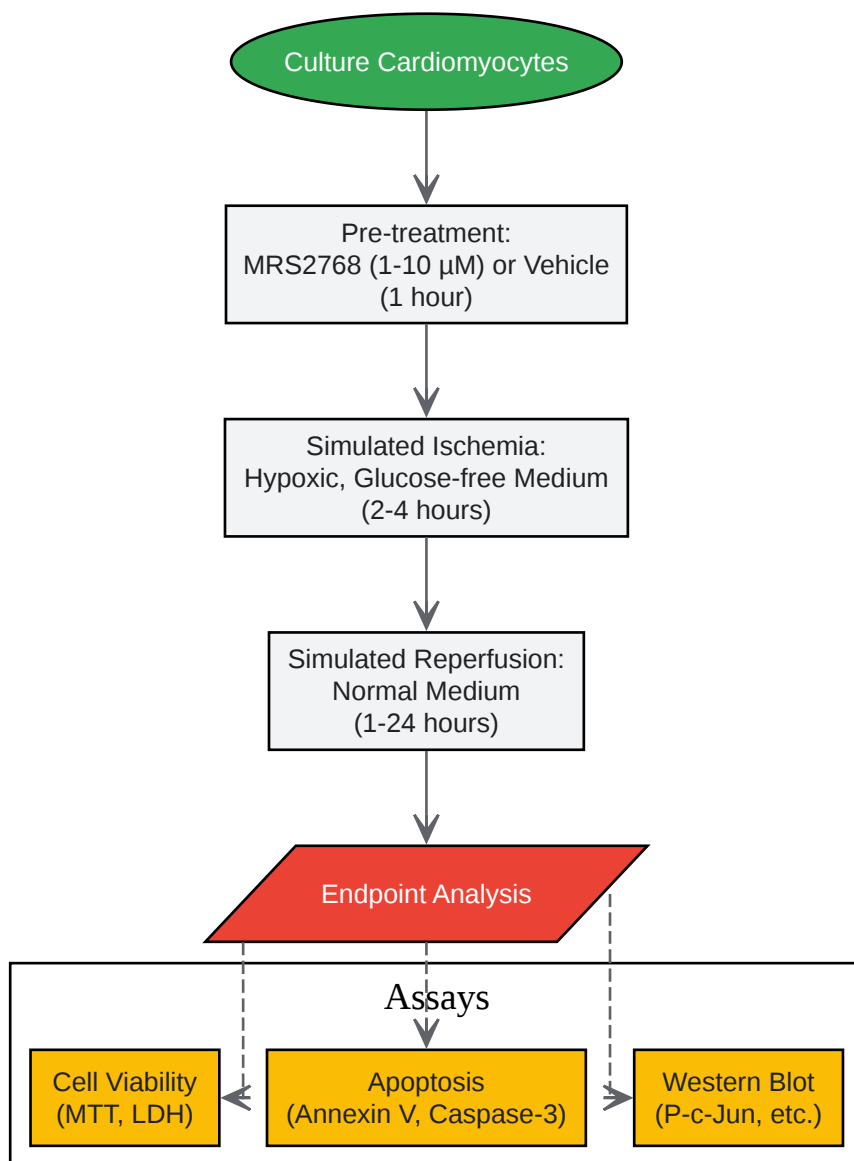 Culture Cardiomyocytes
Pre-treatment:
MRS2768 (1-10 µM) or Vehicle
(1 hour)
Simulated Ischemia:
Hypoxic, Glucose-free Medium
(2-4 hours)
Simulated Reperfusion:
Normal Medium
(1-24 hours)
Endpoint Analysis
Assays
Cell Viability
(MTT, LDH)
Apoptosis
(Annexin V, Caspase-3)
Western Blot
(P-c-Jun, etc.)